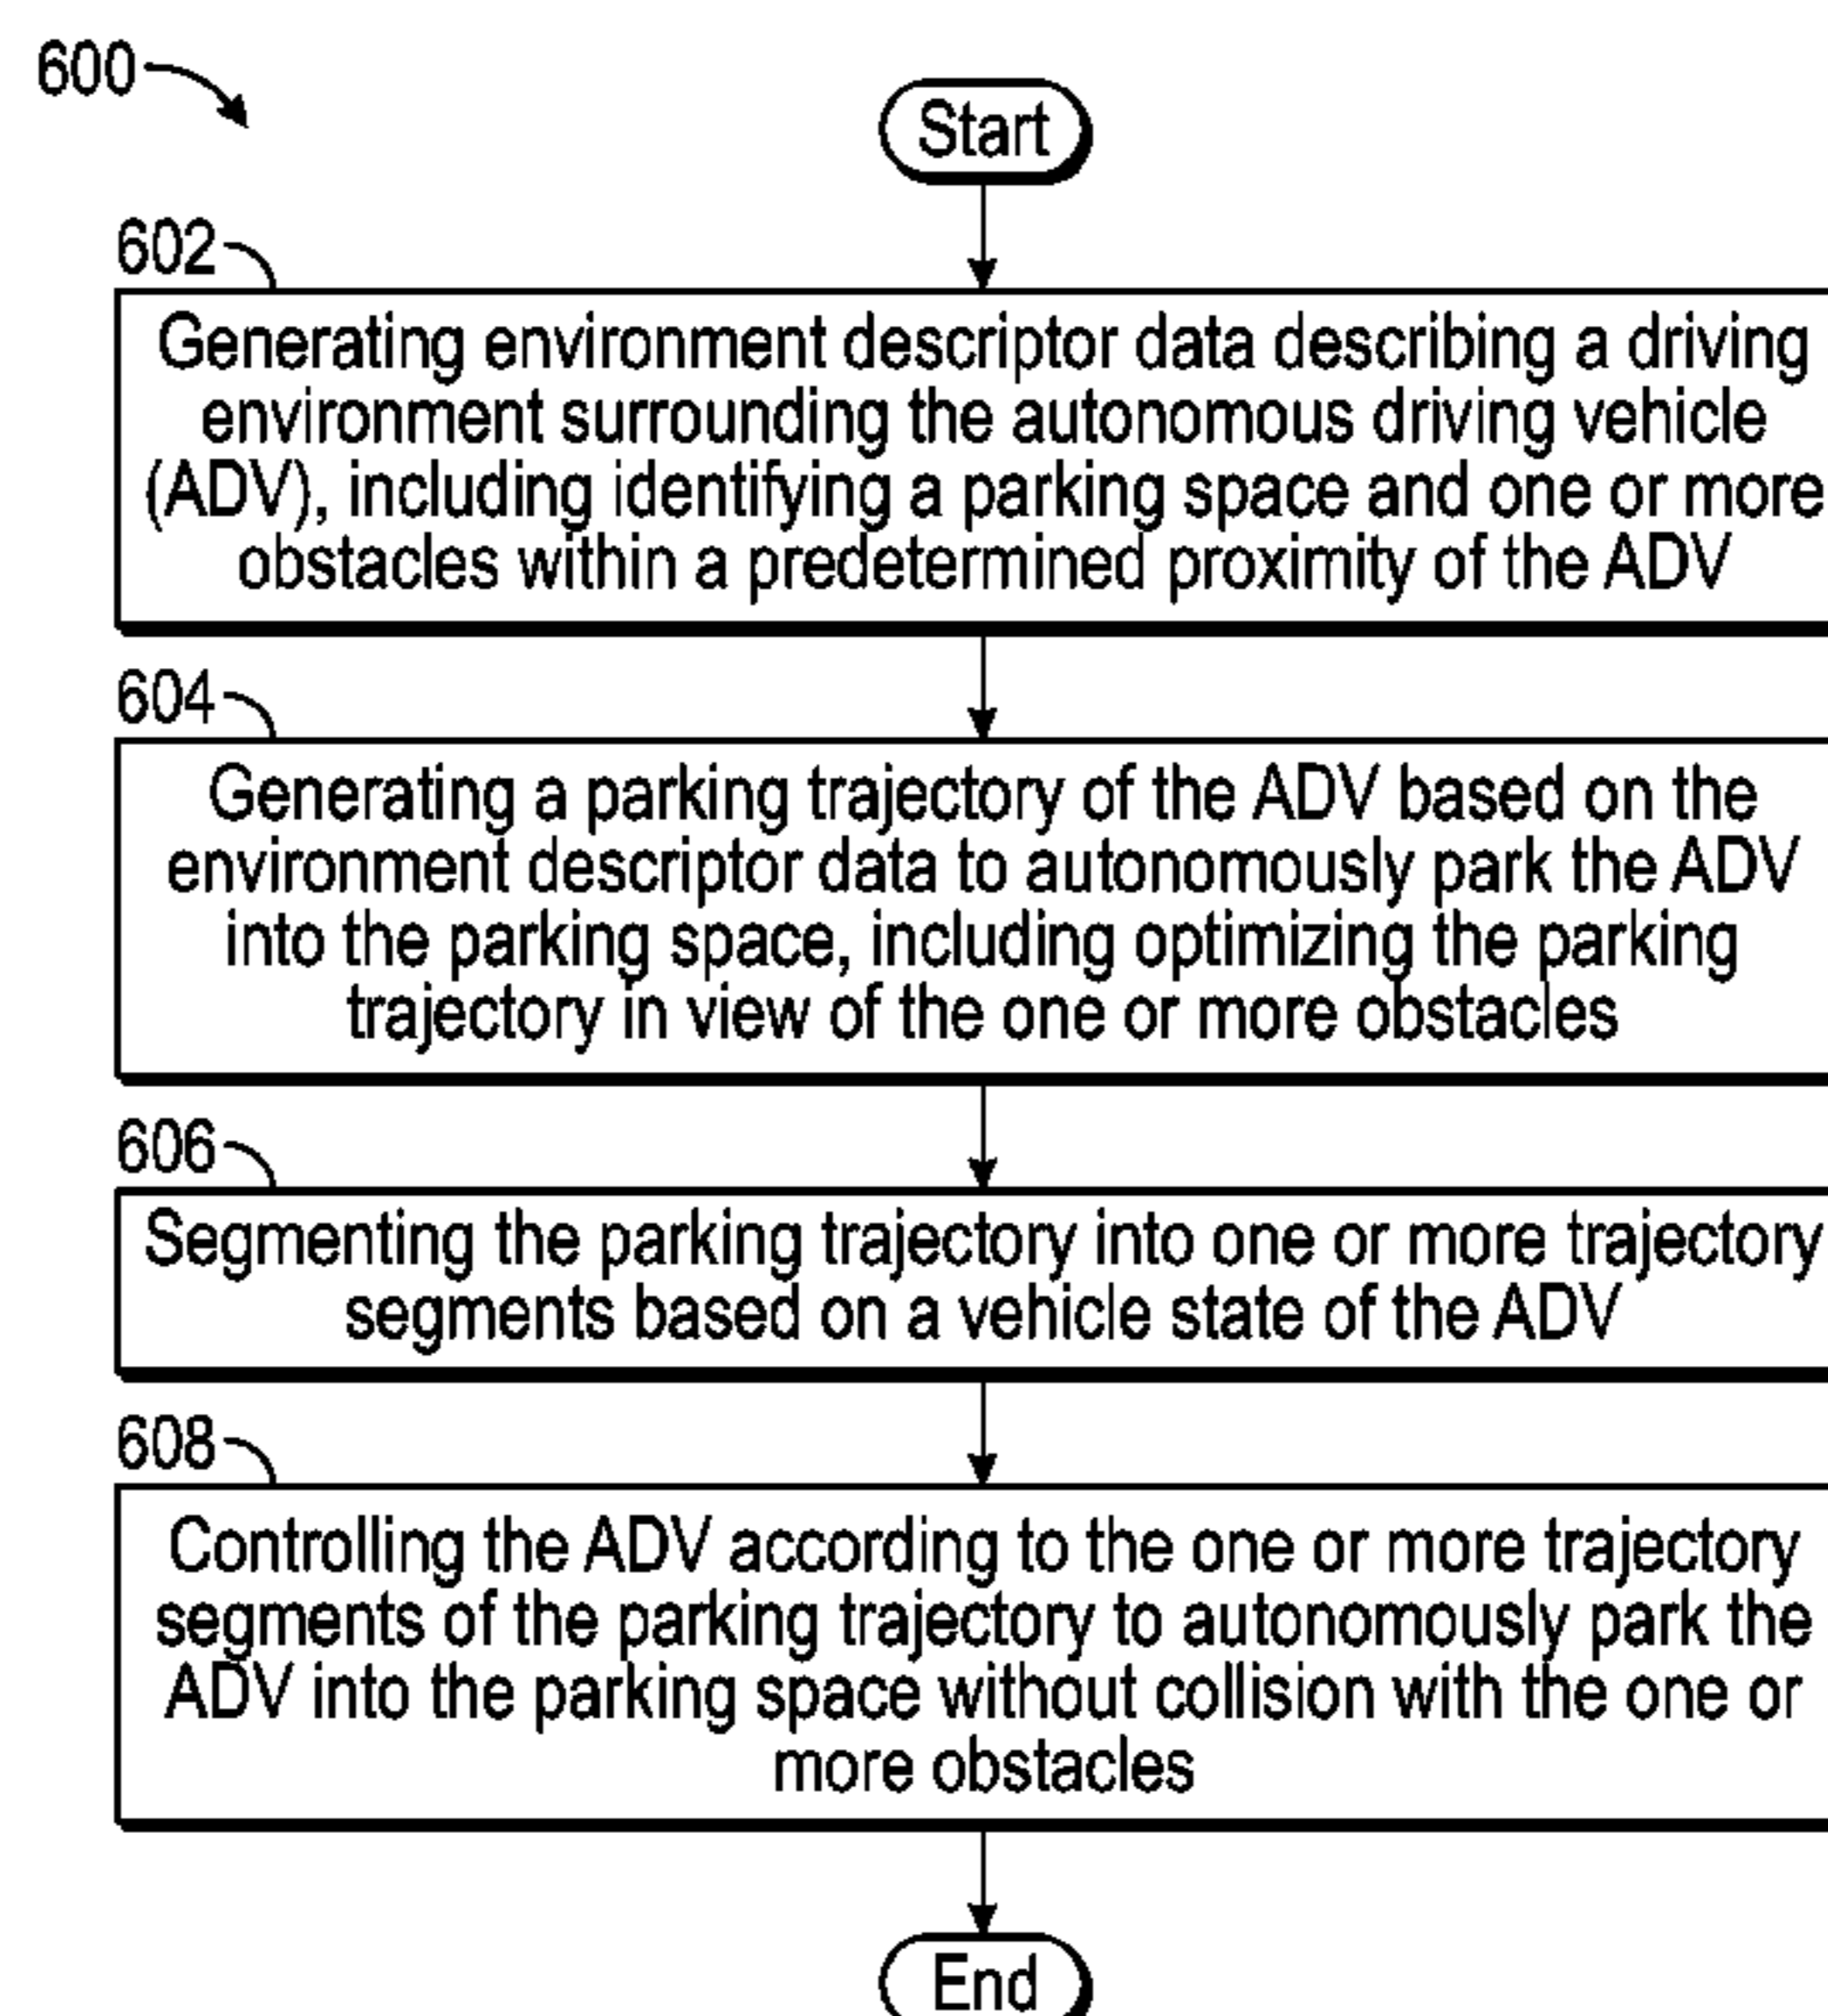 600
Start
602
Generating environment descriptor data describing a driving
environment surrounding the autonomous driving vehicle
(ADV), including identifying a parking space and one or more
obstacles within a predetermined proximity of the ADV
604
Generating a parking trajectory of the ADV based on the
environment descriptor data to autonomously park the ADV
into the parking space, including optimizing the parking
trajectory in view of the one or more obstacles
606
Segmenting the parking trajectory into one or more trajectory
segments based on a vehicle state of the ADV
608
Controlling the ADV according to the one or more trajectory
segments of the parking trajectory to autonomously park the
ADV into the parking space without collision with the one or
more obstacles
End